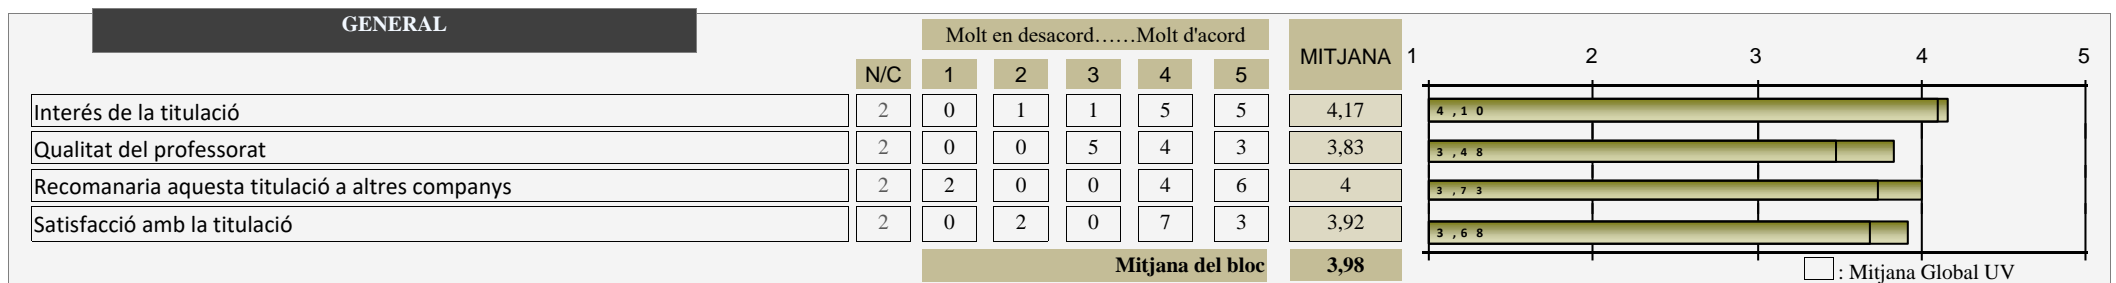 GENERAL
Molt en desacord……Molt d'acord
MITJANA
1 2 3 4 5
N/C 1 2 3 4 5
Interés de la titulació 2 0 1 1 5 5 4,17 4,10
Qualitat del professorat 2 0 0 5 4 3 3,83 3,48
Recomanaria aquesta titulació a altres companys 2 2 0 0 4 6 4 3,73
Satisfacció amb la titulació 2 0 2 0 7 3 3,92 3,68
Mitjana del bloc 3,98
: Mitjana Global UV